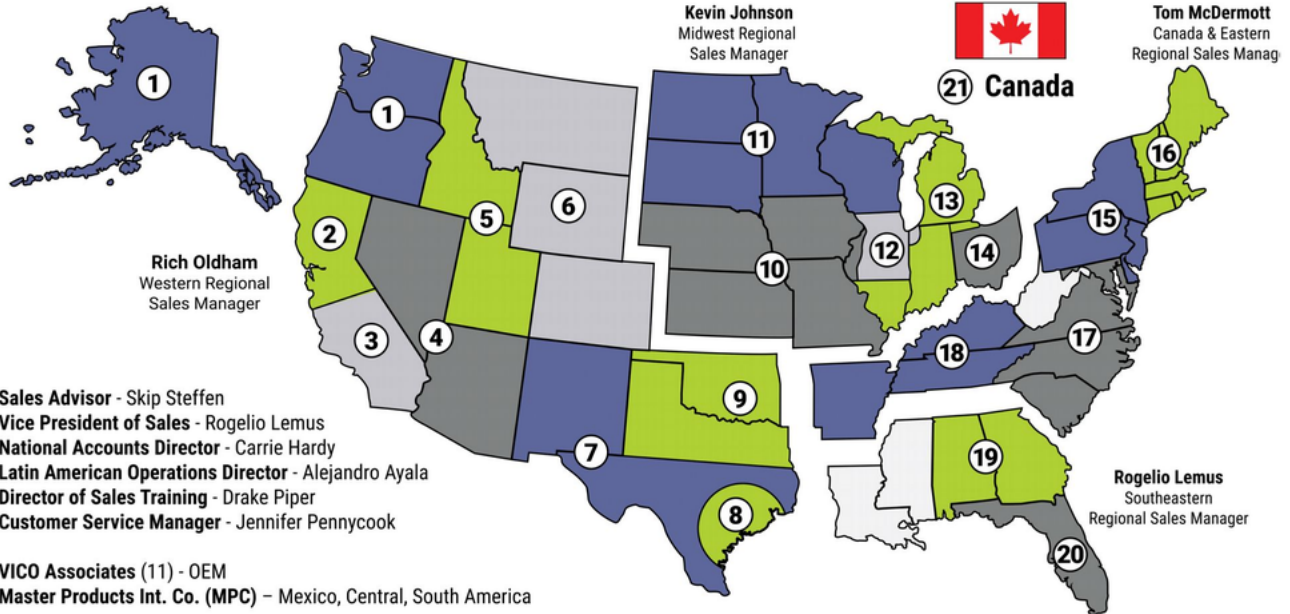 Kevin Johnson
Midwest Regional
Sales Manager
21 Canada
Tom McDermott
Canada & Eastern
Regional Sales Manag
1
1
2
3
4
5
6
7
8
9
10
11
12
13
14
15
16
17
18
19
20
Rich Oldham
Western Regional
Sales Manager
Sales Advisor - Skip Steffen
Vice President of Sales - Rogelio Lemus
National Accounts Director - Carrie Hardy
Latin American Operations Director - Alejandro Ayala
Director of Sales Training - Drake Piper
Customer Service Manager - Jennifer Pennycook
VICO Associates (11) - OEM
Master Products Int. Co. (MPC) – Mexico, Central, South America
Rogelio Lemus
Southeastern
Regional Sales Manager